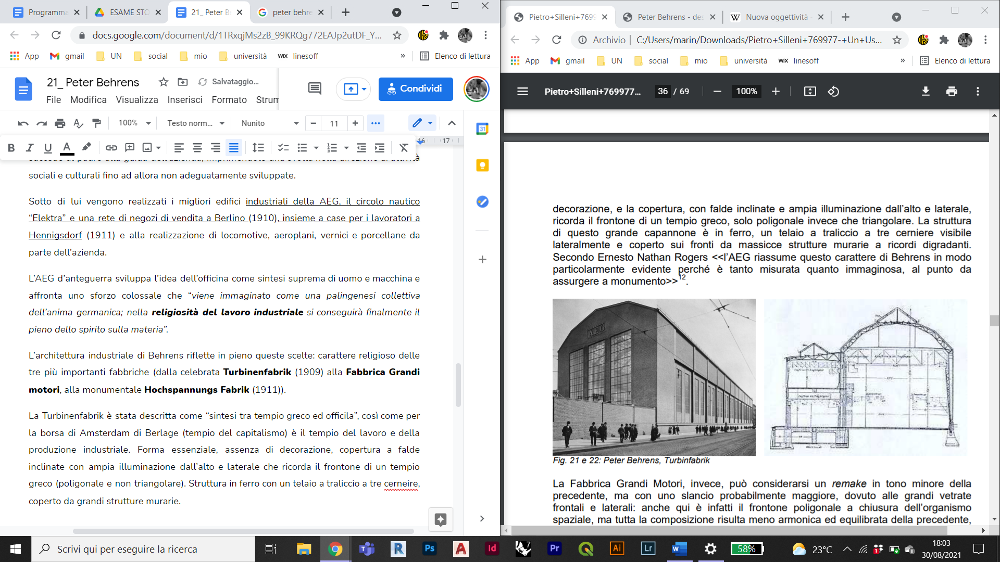 Programma
ESAME STO
21_ Peter B
peter behre
docs.google.com/document/d/1TRxqjMs2zB_99KRQg772EAJp2utDF_Y...
App
gmail
UN
social
mio
università
WIX
linesoff
»
Elenco di lettura
21_ Peter Behrens
Salvataggio...
Condividi
File
Modifica
Visualizza
Inserisci
Formato
Strum
100%
Testo norm...
Nunito
11
16
17
31
sociali e culturali fino ad allora non adeguatamente sviluppate.
Sotto di lui vengono realizzati i migliori edifici industriali della AEG, il circolo nautico
“Elektra” e una rete di negozi di vendita a Berlino (1910), insieme a case per i lavoratori a
Hennigsdorf (1911) e alla realizzazione di locomotive, aeroplani, vernici e porcellane da
parte dell’azienda.
L’AEG d’anteguerra sviluppa l’idea dell’officina come sintesi suprema di uomo e macchina e
affronta uno sforzo colossale che “viene immaginato come una palingenesi collettiva
dell’anima germanica; nella religiosità del lavoro industriale si conseguirà finalmente il
pieno dello spirito sulla materia”.
L’architettura industriale di Behrens riflette in pieno queste scelte: carattere religioso delle
tre più importanti fabbriche (dalla celebrata Turbinenfabrik (1909) alla Fabbrica Grandi
motori, alla monumentale Hochspannungs Fabrik (1911)).
La Turbinenfabrik è stata descritta come “sintesi tra tempio greco ed officila”, così come per
la borsa di Amsterdam di Berlage (tempio del capitalismo) è il tempio del lavoro e della
produzione industriale. Forma essenziale, assenza di decorazione, copertura a falde
inclinate con ampia illuminazione dall’alto e laterale che ricorda il frontone di un tempio
greco (poligonale e non triangolare). Struttura in ferro con un telaio a traliccio a tre cerneire,
coperto da grandi strutture murarie.
Pietro+Silleni+7699
Peter Behrens - des
Nuova oggettività
Archivio
C:/Users/marin/Downloads/Pietro+Silleni+769977-+Un+Us...
App
gmail
UN
social
mio
università
WIX
linesoff
»
Elenco di lettura
Pietro+Silleni+769977...
36 / 69
100%
decorazione, e la copertura, con falde inclinate e ampia illuminazione dall’alto e laterale,
ricorda il frontone di un tempio greco, solo poligonale invece che triangolare. La struttura
di questo grande capannone è in ferro, un telaio a traliccio a tre cerniere visibile
lateralmente e coperto sui fronti da massicce strutture murarie a ricordi digradanti.
Secondo Ernesto Nathan Rogers <<l’AEG riassume questo carattere di Behrens in modo
particolarmente evidente perché è tanto misurata quanto immaginosa, al punto da
assurgere a monumento>>12.
AEG
Fig. 21 e 22: Peter Behrens, Turbinfabrik
La Fabbrica Grandi Motori, invece, può considerarsi un remake in tono minore della
precedente, ma con uno slancio probabilmente maggiore, dovuto alle grandi vetrate
frontali e laterali: anche qui è infatti il frontone poligonale a chiusura dell’organismo
spaziale, ma tutta la composizione risulta meno armonica ed equilibrata della precedente,
Scrivi qui per eseguire la ricerca
Ps
Id
7
Pr
Ai
Lr
58%
23°C
18:03
30/08/2021